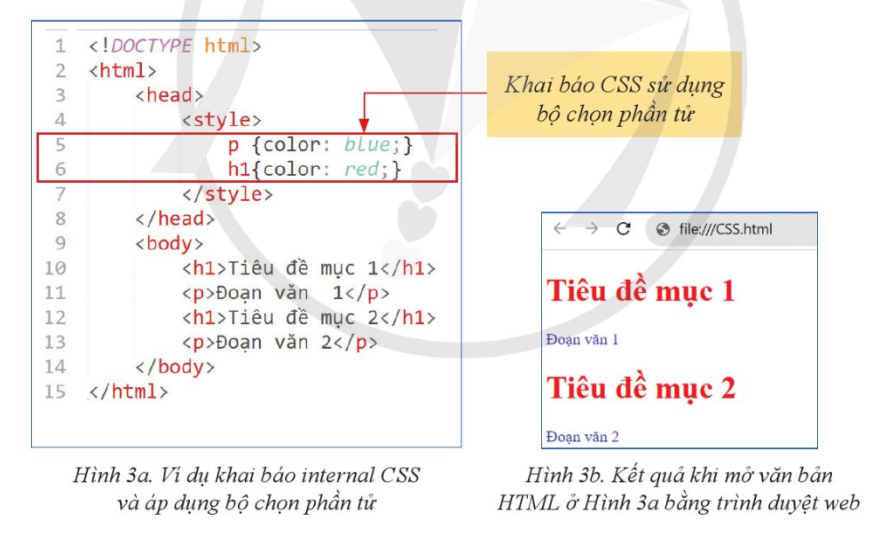 1 <!DOCTYPE html>
2 <html>
3 <head>
4 <style>
5 p {color: blue;}
6 h1{color: red;}
7 </style>
8 </head>
9 <body>
10 <h1>Tiêu đề mục 1</h1>
11 <p>Đoạn văn  1</p>
12 <h1>Tiêu đề mục 2</h1>
13 <p>Đoạn văn 2</p>
14 </body>
15 </html>
Khai báo CSS sử dụng
bộ chọn phần tử
file:///CSS.html
Tiêu đề mục 1
Đoạn văn 1
Tiêu đề mục 2
Đoạn văn 2
Hình 3a. Ví dụ khai báo internal CSS
và áp dụng bộ chọn phần tử
Hình 3b. Kết quả khi mở văn bản
HTML ở Hình 3a bằng trình duyệt web